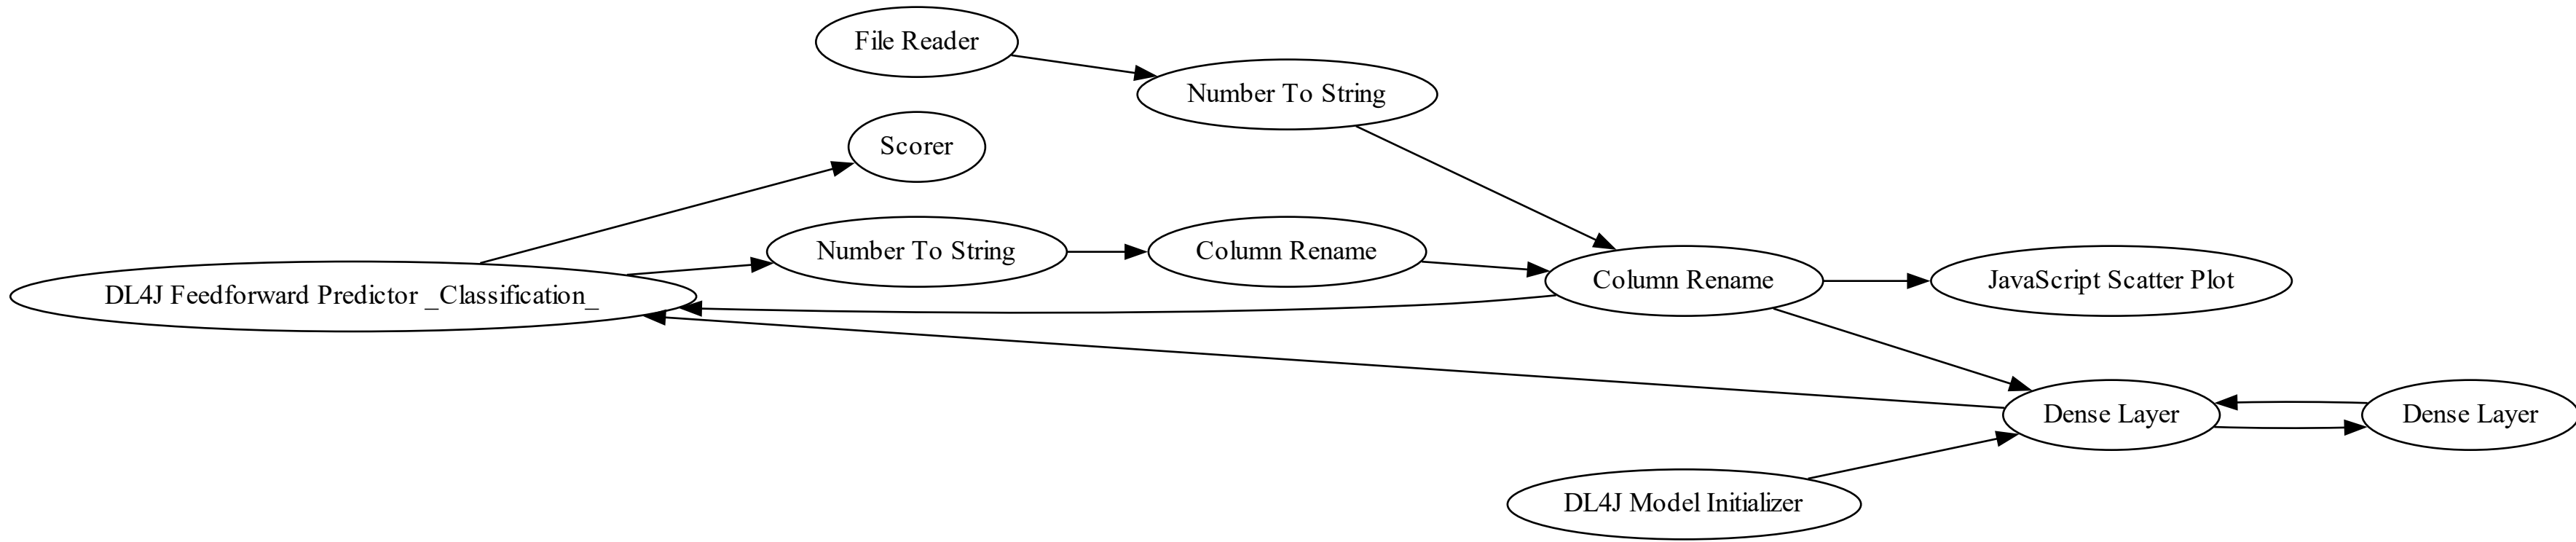 File Reader
Number To String
Scorer
Number To String
Column Rename
Column Rename
JavaScript Scatter Plot
DL4J Feedforward Predictor _Classification_
Dense Layer
Dense Layer
DL4J Model Initializer